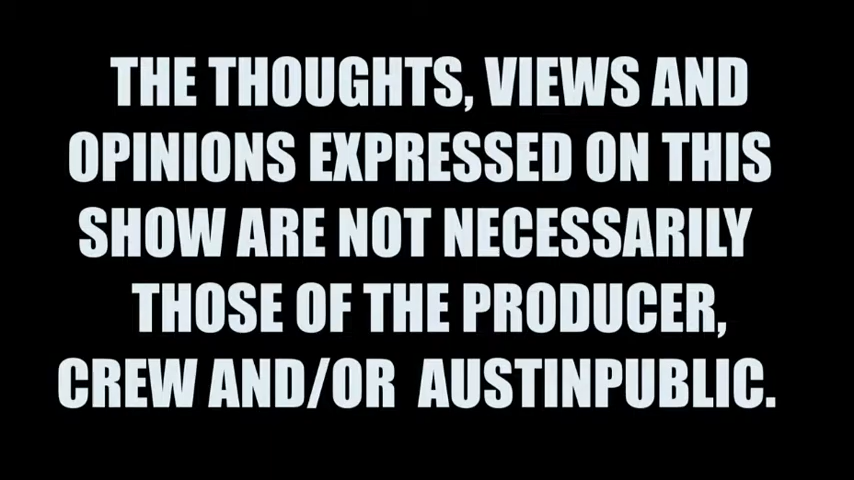 THE THOUGHTS, VIEWS AND
OPINIONS EXPRESSED ON THIS
SHOW ARE NOT NECESSARILY
THOSE OF THE PRODUCER,
CREW AND/OR AUSTINPUBLIC.